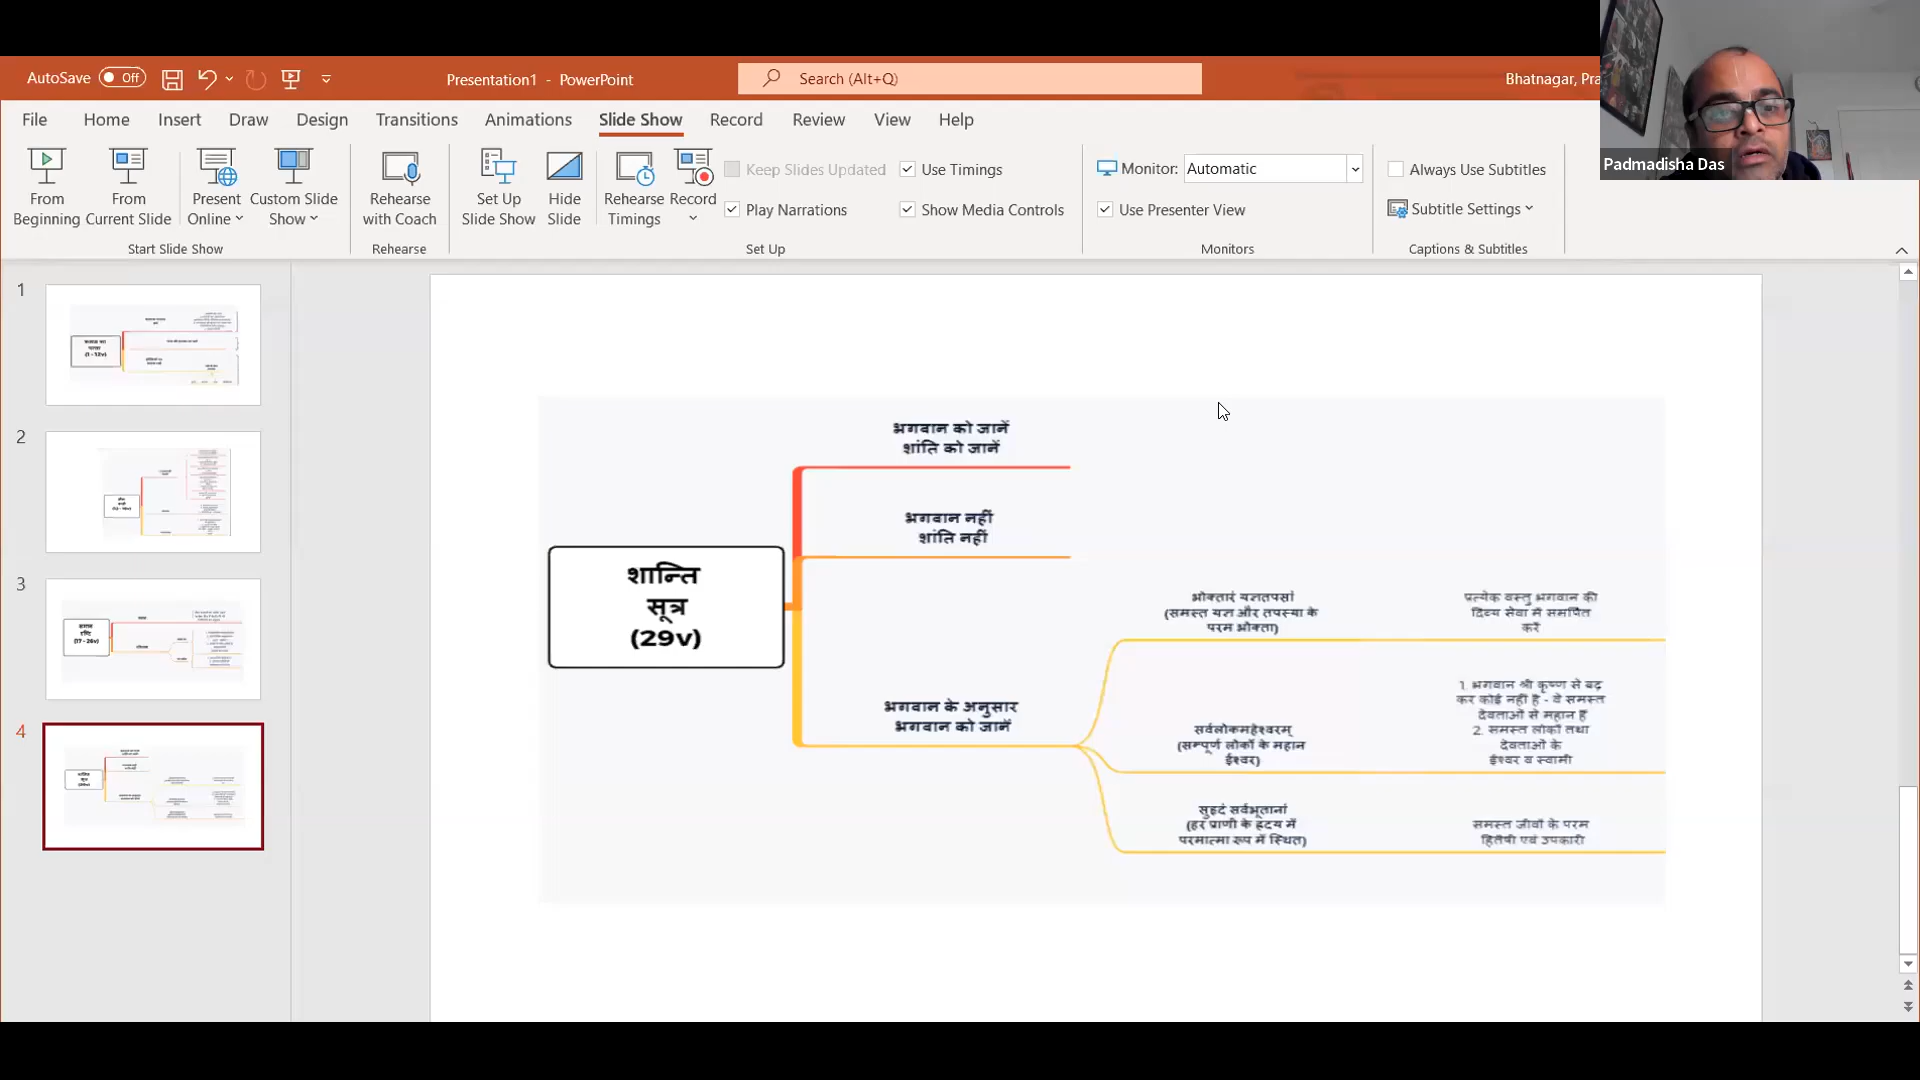 AutoSave Off
Presentation1 - PowerPoint
Search (Alt+Q)
Bhatnagar, Pra
Padmadisha Das
File Home Insert Draw Design Transitions Animations Slide Show Record Review View Help
From Beginning
From Current Slide
Present Online
Custom Slide Show
Start Slide Show
Rehearse with Coach
Rehearse
Set Up Slide Show
Hide Slide
Rehearse Timings
Record
Keep Slides Updated
Use Timings
Play Narrations
Show Media Controls
Set Up
Monitor: Automatic
Use Presenter View
Monitors
Always Use Subtitles
Subtitle Settings
Captions & Subtitles
1
2
3
4
शान्ति
सूत्र
(29v)
भगवान को जानें
शांति को जानें
भगवान नहीं
शांति नहीं
भगवान के अनुसार
भगवान को जानें
भोक्तारं यज्ञतपसां
(समस्त यज्ञ और तपस्या के
परम भोक्ता)
प्रत्येक वस्तु भगवान की
दिव्य सेवा में समर्पित
करें
सर्वलोकमहेश्वरम्
(सम्पूर्ण लोकों के महान
ईश्वर)
1. भगवान श्री कृष्ण से बढ़
कर कोई नहीं है - वे समस्त
देवताओं से महान हैं
2. समस्त लोकों तथा
देवताओं के
ईश्वर व स्वामी
सुहृदं सर्वभूतानां
(हर प्राणी के हृदय में
परमात्मा रूप में स्थित)
समस्त जीवों के परम
हितैषी एवं उपकारी